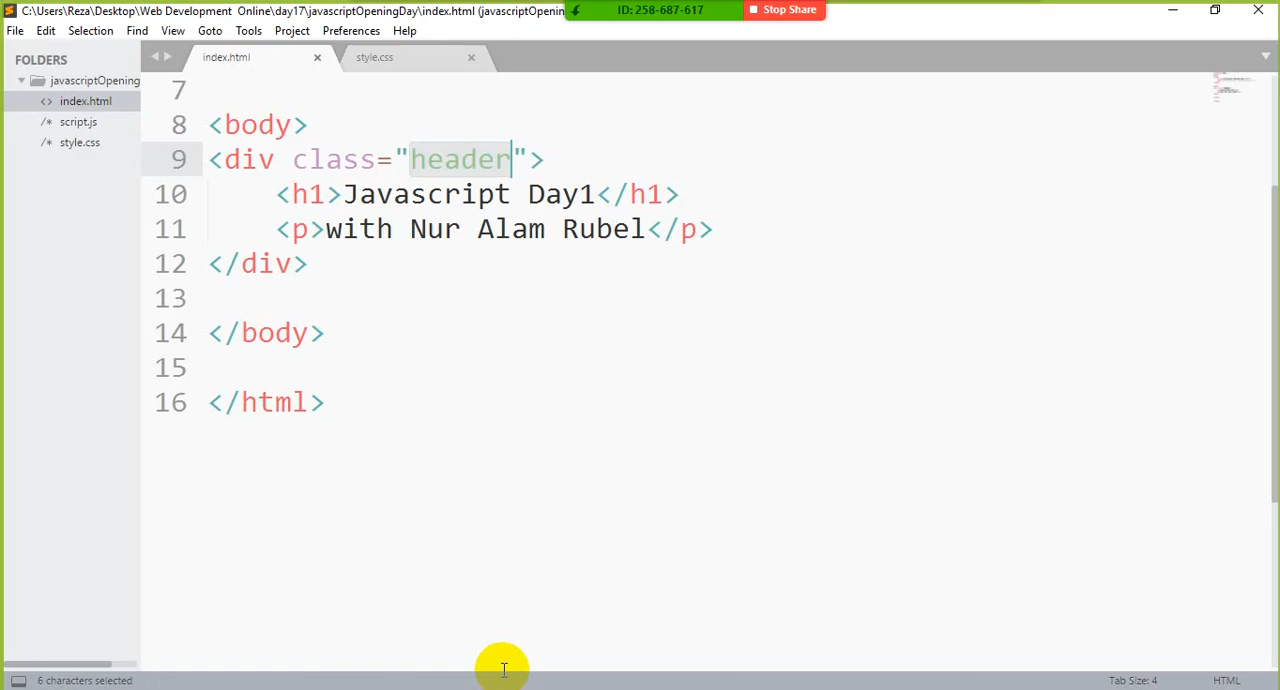 C:\Users\Reza\Desktop\Web Development Online\day17\javascriptOpeningDay\index.html (javascriptOpenin
ID: 258-687-617
Stop Share
File Edit Selection Find View Goto Tools Project Preferences Help
FOLDERS
javascriptOpening
index.html
script.js
style.css
index.html
style.css
7
8 <body>
9 <div class="header">
10 <h1>Javascript Day1</h1>
11 <p>with Nur Alam Rubel</p>
12 </div>
13
14 </body>
15
16 </html>
6 characters selected
Tab Size: 4
HTML